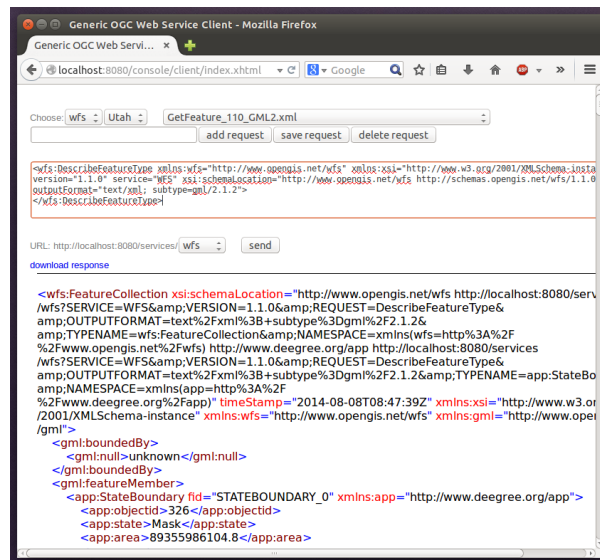 Generic OGC Web Service Client - Mozilla Firefox
Generic OGC Web Servi... ×
localhost:8080/console/client/index.xhtml
Google
ABP
Choose: wfs Utah GetFeature_110_GML2.xml
add request save request delete request
<wfs:DescribeFeatureType xmlns:wfs="http://www.opengis.net/wfs" xmlns:xsi="http://www.w3.org/2001/XMLSchema-insta
version="1.1.0" service="WFS" xsi:schemaLocation="http://www.opengis.net/wfs http://schemas.opengis.net/wfs/1.1.0
outputFormat="text/xml; subtype=gml/2.1.2">
</wfs:DescribeFeatureType>
URL: http://localhost:8080/services/ wfs send
download response
<wfs:FeatureCollection xsi:schemaLocation="http://www.opengis.net/wfs http://localhost:8080/serv
/wfs?SERVICE=WFS&amp;VERSION=1.1.0&amp;REQUEST=DescribeFeatureType&
amp;OUTPUTFORMAT=text%2Fxml%3B+subtype%3Dgml%2F2.1.2&
amp;TYPENAME=wfs:FeatureCollection&amp;NAMESPACE=xmlns(wfs=http%3A%2F
%2Fwww.opengis.net%2Fwfs) http://www.deegree.org/app http://localhost:8080/services
/wfs?SERVICE=WFS&amp;VERSION=1.1.0&amp;REQUEST=DescribeFeatureType&
amp;OUTPUTFORMAT=text%2Fxml%3B+subtype%3Dgml%2F2.1.2&amp;TYPENAME=app:StateBo
amp;NAMESPACE=xmlns(app=http%3A%2F
%2Fwww.deegree.org%2Fapp)" timeStamp="2014-08-08T08:47:39Z" xmlns:xsi="http://www.w3.or
/2001/XMLSchema-instance" xmlns:wfs="http://www.opengis.net/wfs" xmlns:gml="http://www.oper
/gml">
<gml:boundedBy>
<gml:null>unknown</gml:null>
</gml:boundedBy>
<gml:featureMember>
<app:StateBoundary fid="STATEBOUNDARY_0" xmlns:app="http://www.deegree.org/app">
<app:objectid>326</app:objectid>
<app:state>Mask</app:state>
<app:area>89355986104.8</app:area>